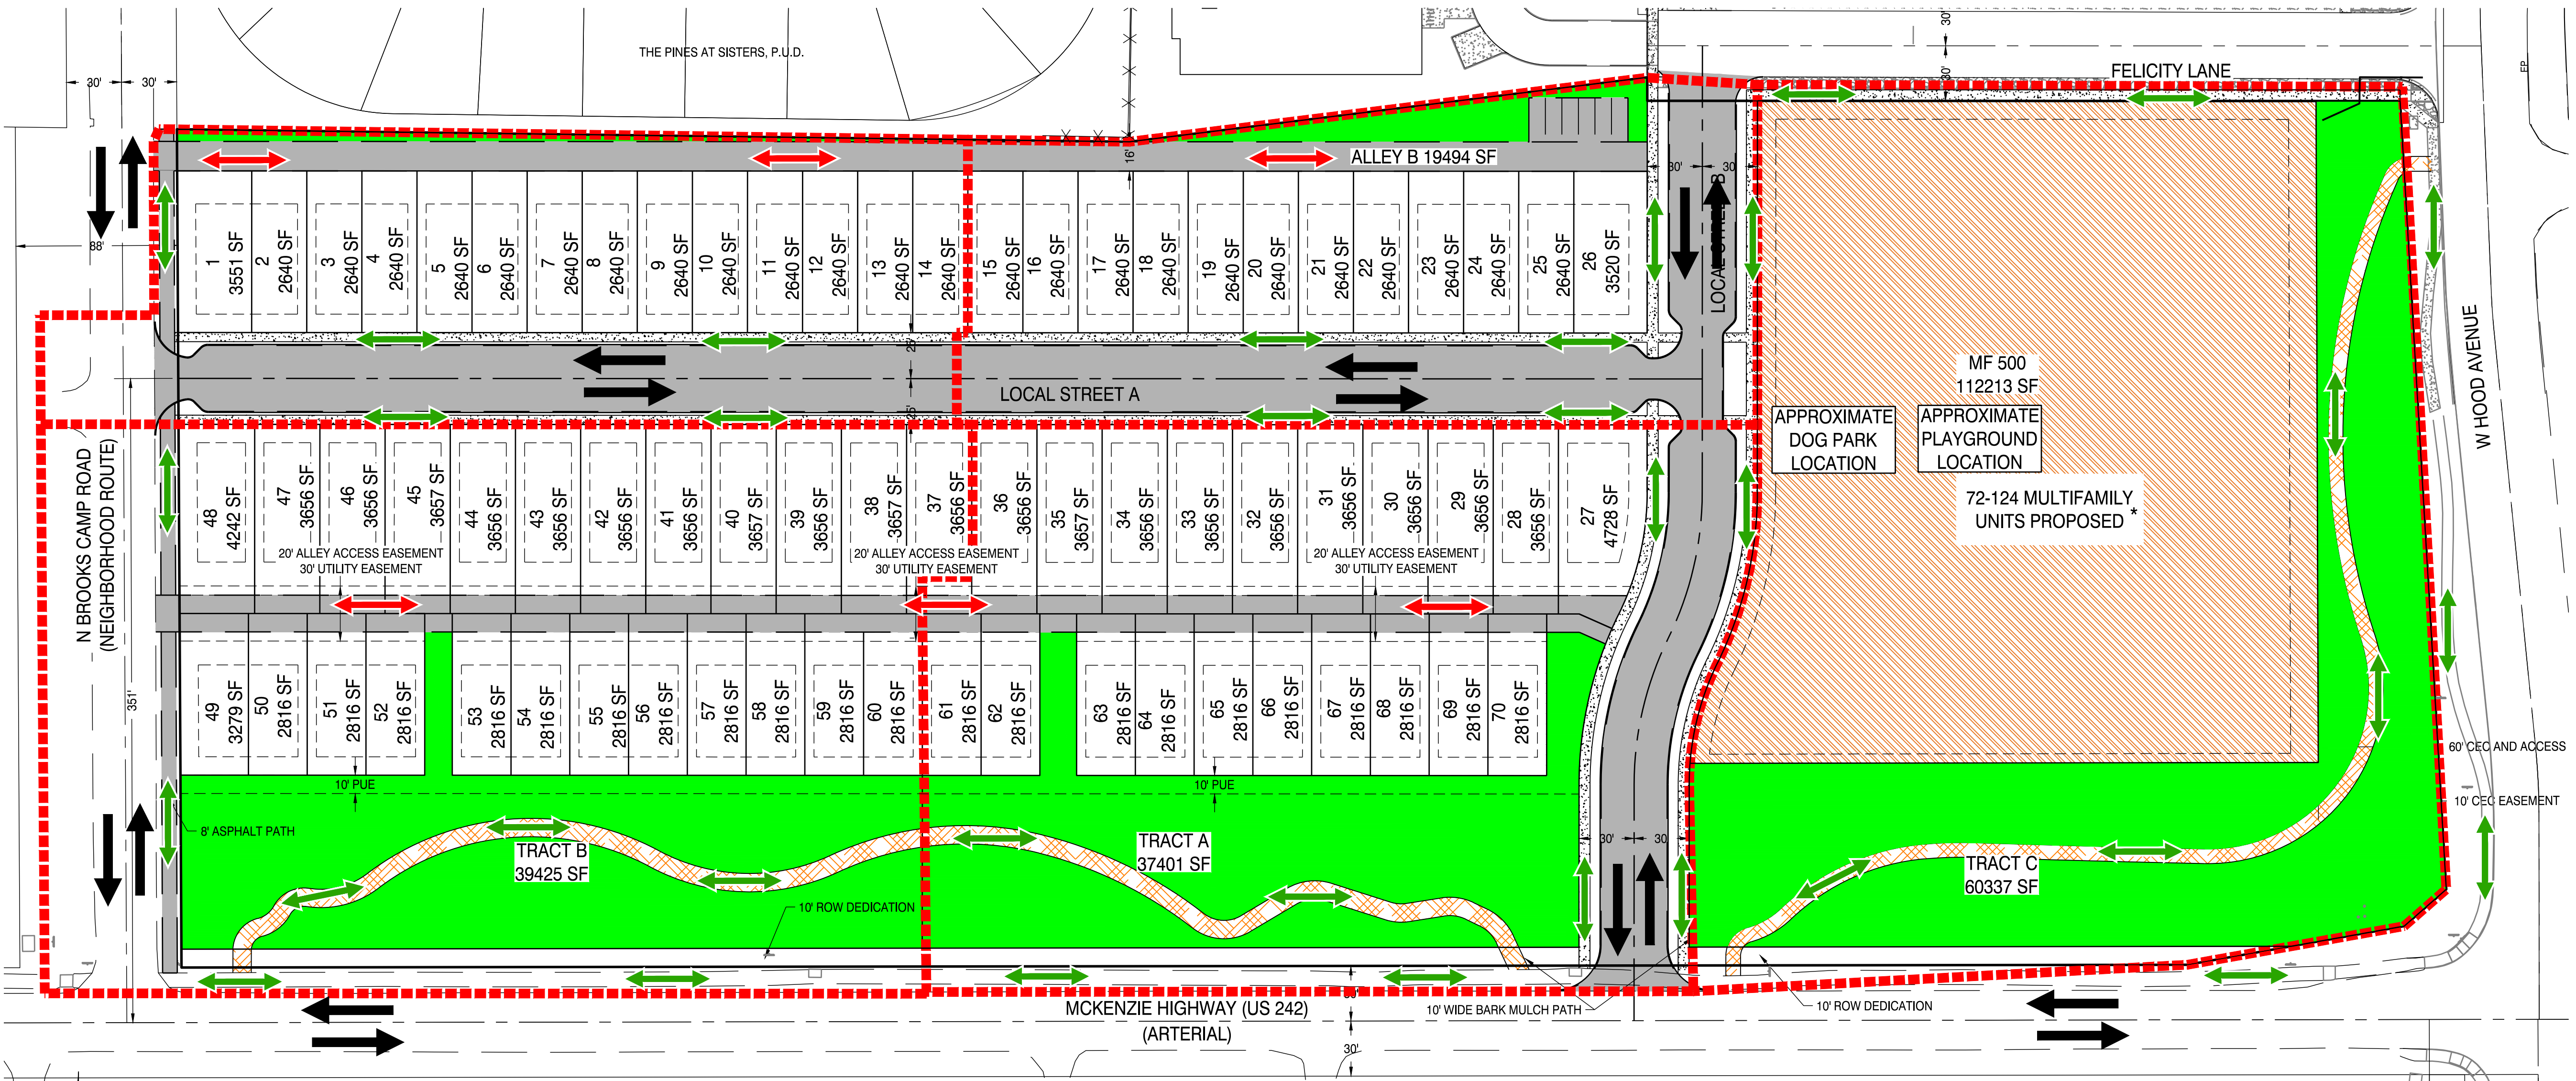 THE PINES AT SISTERS, P.U.D.
FELICITY LANE
30'
30'
30'
30'
EP
16'
ALLEY B 19494 SF
30'
30'
88'
1
3551 SF
2
2640 SF
3
2640 SF
4
2640 SF
5
2640 SF
6
2640 SF
7
2640 SF
8
2640 SF
9
2640 SF
10
2640 SF
11
2640 SF
12
2640 SF
13
2640 SF
14
2640 SF
15
2640 SF
16
2640 SF
17
2640 SF
18
2640 SF
19
2640 SF
20
2640 SF
21
2640 SF
22
2640 SF
23
2640 SF
24
2640 SF
25
2640 SF
26
3520 SF
LOCAL STREET B
25'
LOCAL STREET A
25'
MF 500
112213 SF
APPROXIMATE
DOG PARK
LOCATION
APPROXIMATE
PLAYGROUND
LOCATION
72-124 MULTIFAMILY
UNITS PROPOSED *
W HOOD AVENUE
N BROOKS CAMP ROAD
(NEIGHBORHOOD ROUTE)
351'
48
4242 SF
47
3656 SF
46
3656 SF
45
3657 SF
44
3656 SF
43
3656 SF
42
3656 SF
41
3656 SF
40
3657 SF
39
3656 SF
38
3657 SF
37
3656 SF
36
3656 SF
35
3657 SF
34
3656 SF
33
3656 SF
32
3656 SF
31
3656 SF
30
3656 SF
29
3656 SF
28
3656 SF
27
4728 SF
20' ALLEY ACCESS EASEMENT
30' UTILITY EASEMENT
20' ALLEY ACCESS EASEMENT
30' UTILITY EASEMENT
20' ALLEY ACCESS EASEMENT
30' UTILITY EASEMENT
49
3279 SF
50
2816 SF
51
2816 SF
52
2816 SF
53
2816 SF
54
2816 SF
55
2816 SF
56
2816 SF
57
2816 SF
58
2816 SF
59
2816 SF
60
2816 SF
61
2816 SF
62
2816 SF
63
2816 SF
64
2816 SF
65
2816 SF
66
2816 SF
67
2816 SF
68
2816 SF
69
2816 SF
70
2816 SF
60' CEC AND ACCESS
10' PUE
10' PUE
10' CEC EASEMENT
8' ASPHALT PATH
TRACT B
39425 SF
TRACT A
37401 SF
30'
30
TRACT C
60337 SF
10' ROW DEDICATION
MCKENZIE HIGHWAY (US 242)
(ARTERIAL)
10' WIDE BARK MULCH PATH
10' ROW DEDICATION
30'